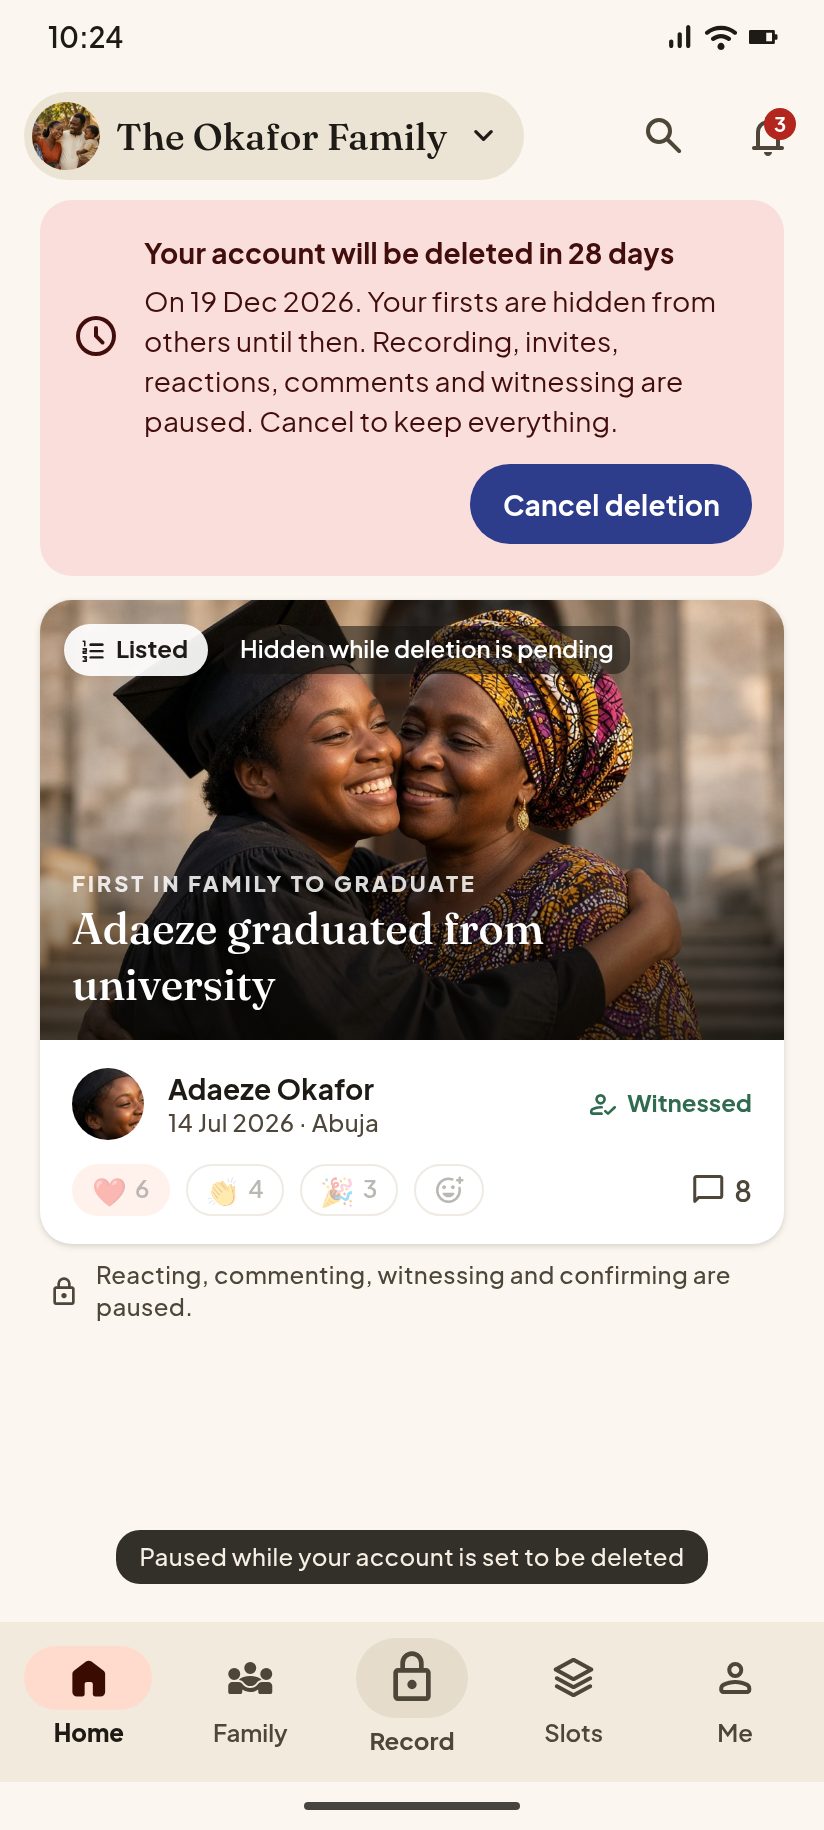 10:24
The Okafor Family
3
Your account will be deleted in 28 days
On 19 Dec 2026. Your firsts are hidden from
others until then. Recording, invites,
reactions, comments and witnessing are
paused. Cancel to keep everything.
Cancel deletion
Listed
Hidden while deletion is pending
FIRST IN FAMILY TO GRADUATE
Adaeze graduated from
university
Adaeze Okafor
14 Jul 2026 · Abuja
Witnessed
❤️ 6
👏 4
🎉 3
8
Reacting, commenting, witnessing and confirming are
paused.
Paused while your account is set to be deleted
Home
Family
Record
Slots
Me